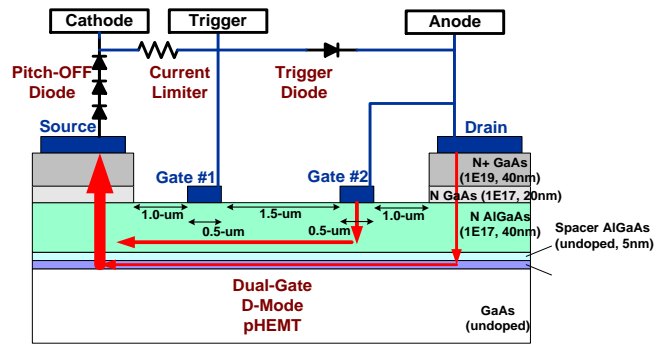 Cathode
Trigger
Anode
Pitch-OFF
Diode
Current
Limiter
Trigger
Diode
Source
Drain
Gate #1
Gate #2
N+ GaAs
(1E19, 40nm)
N GaAs (1E17, 20nm)
1.0-um
1.5-um
1.0-um
0.5-um
0.5-um
N AlGaAs
(1E17, 40nm)
Spacer AlGaAs
(undoped, 5nm)
Dual-Gate
D-Mode
pHEMT
GaAs
(undoped)